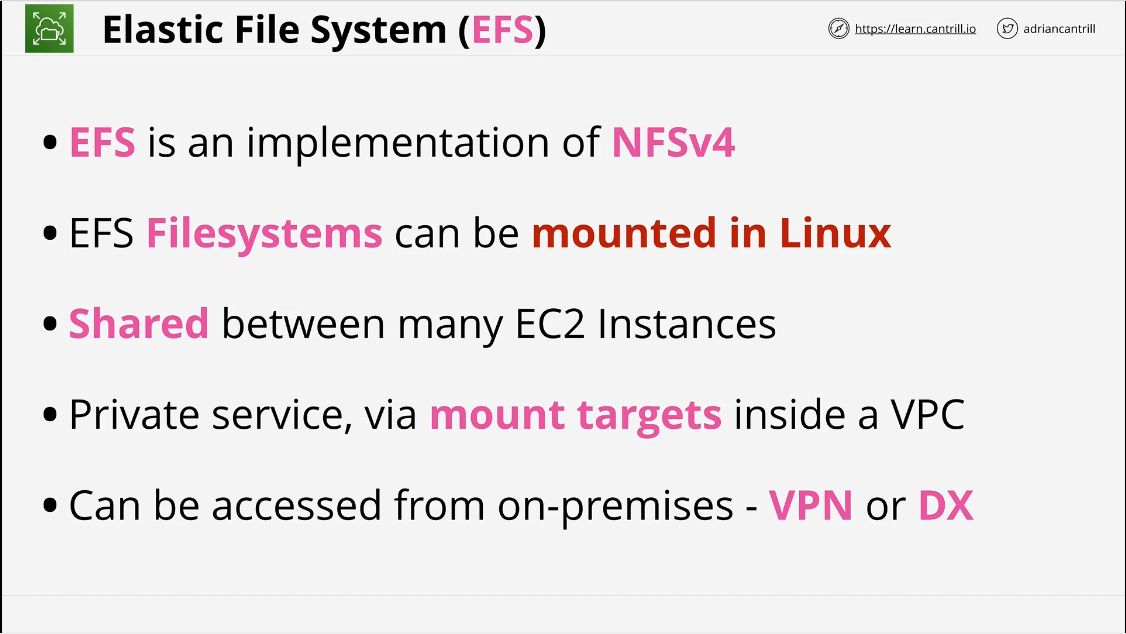 Elastic File System (EFS)
https://learn.cantrill.io
adriancantrill
• EFS is an implementation of NFSv4
• EFS Filesystems can be mounted in Linux
• Shared between many EC2 Instances
• Private service, via mount targets inside a VPC
• Can be accessed from on-premises - VPN or DX